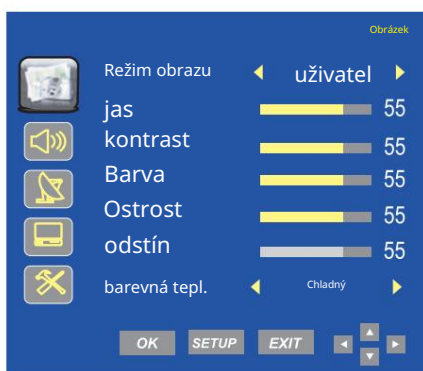 Obrázek
Režim obrazu uživatel
jas 55
kontrast 55
Barva 55
Ostrost 55
odstín 55
barevná tepl. Chladný
OK SETUP EXIT